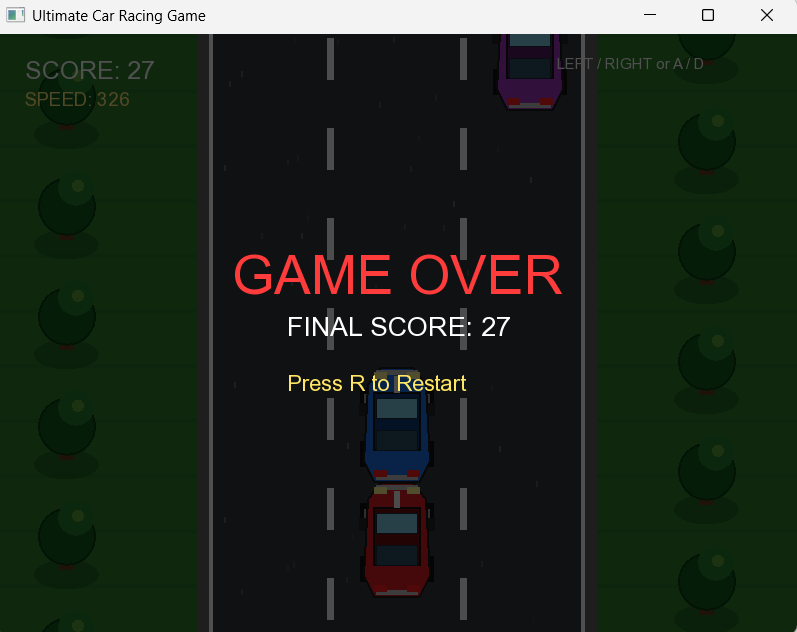 Ultimate Car Racing Game
SCORE: 27
LEFT / RIGHT or A / D
SPEED: 326
GAME OVER
FINAL SCORE: 27
Press R to Restart